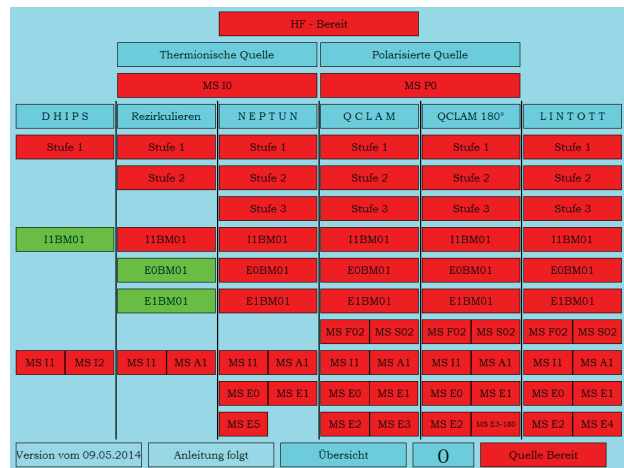 HF - Bereit
Thermionische Quelle Polarisierte Quelle
MS I0 MS P0
D H I P S Rezirkulieren N E P T U N Q C L A M QCLAM 180° L I N T O T T
Stufe 1 Stufe 1 Stufe 1 Stufe 1 Stufe 1 Stufe 1
Stufe 2 Stufe 2 Stufe 2 Stufe 2 Stufe 2
Stufe 3 Stufe 3 Stufe 3 Stufe 3
I1BM01 I1BM01 I1BM01 I1BM01 I1BM01 I1BM01
E0BM01 E0BM01 E0BM01 E0BM01 E0BM01
E1BM01 E1BM01 E1BM01 E1BM01 E1BM01
MS F02 MS S02 MS F02 MS S02 MS F02 MS S02
MS I1 MS I2 MS I1 MS A1 MS I1 MS A1 MS I1 MS A1 MS I1 MS A1 MS I1 MS A1
MS E0 MS E1 MS E0 MS E1 MS E0 MS E1 MS E0 MS E1
MS E5 MS E2 MS E3 MS E2 MS E3-180 MS E2 MS E4
Version vom 09.05.2014 Anleitung folgt Übersicht 0 Quelle Bereit